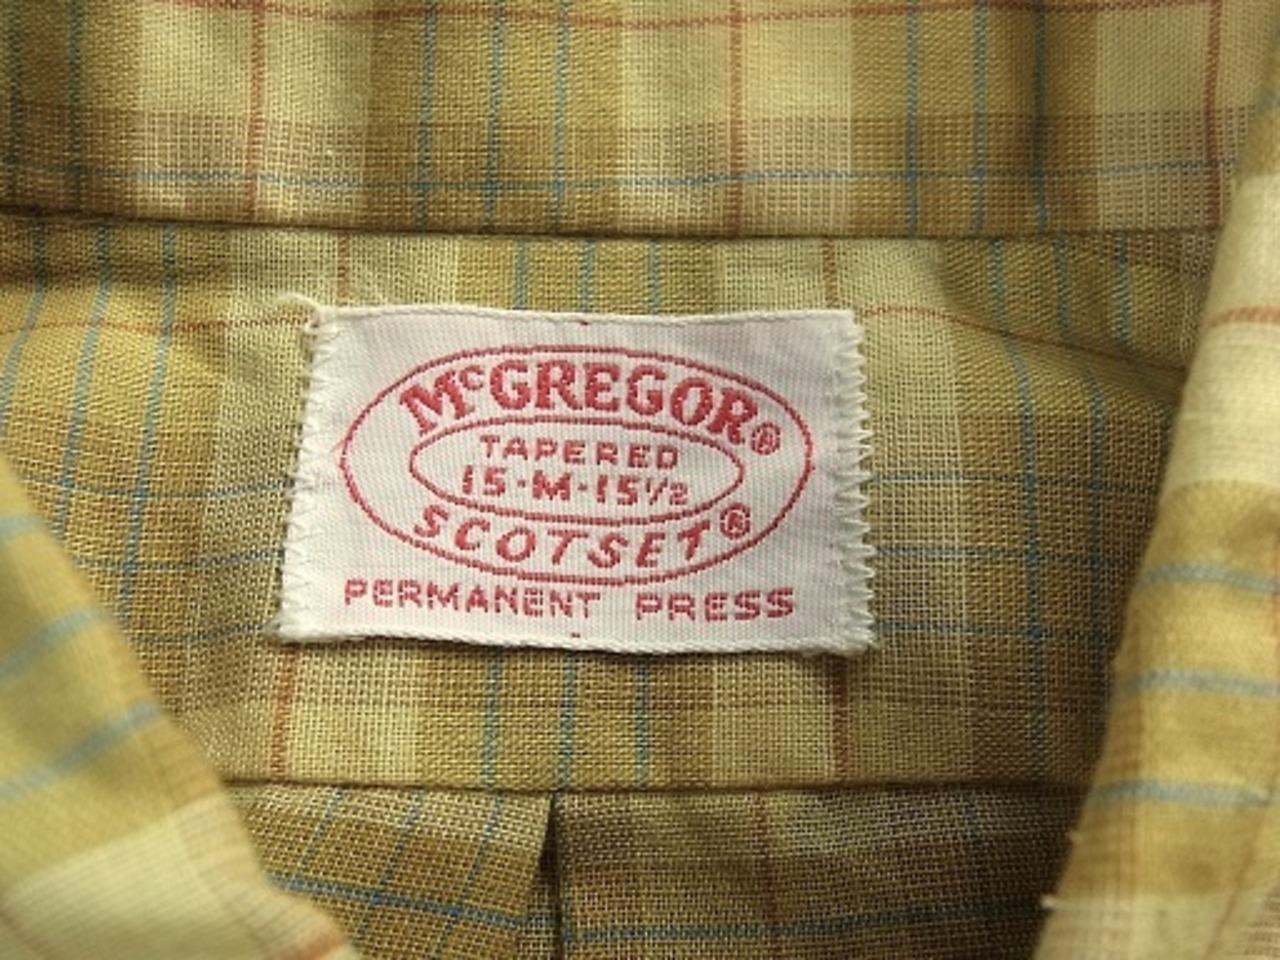 McGREGOR®
TAPERED
15-M-15½
SCOTSET®
PERMANENT PRESS